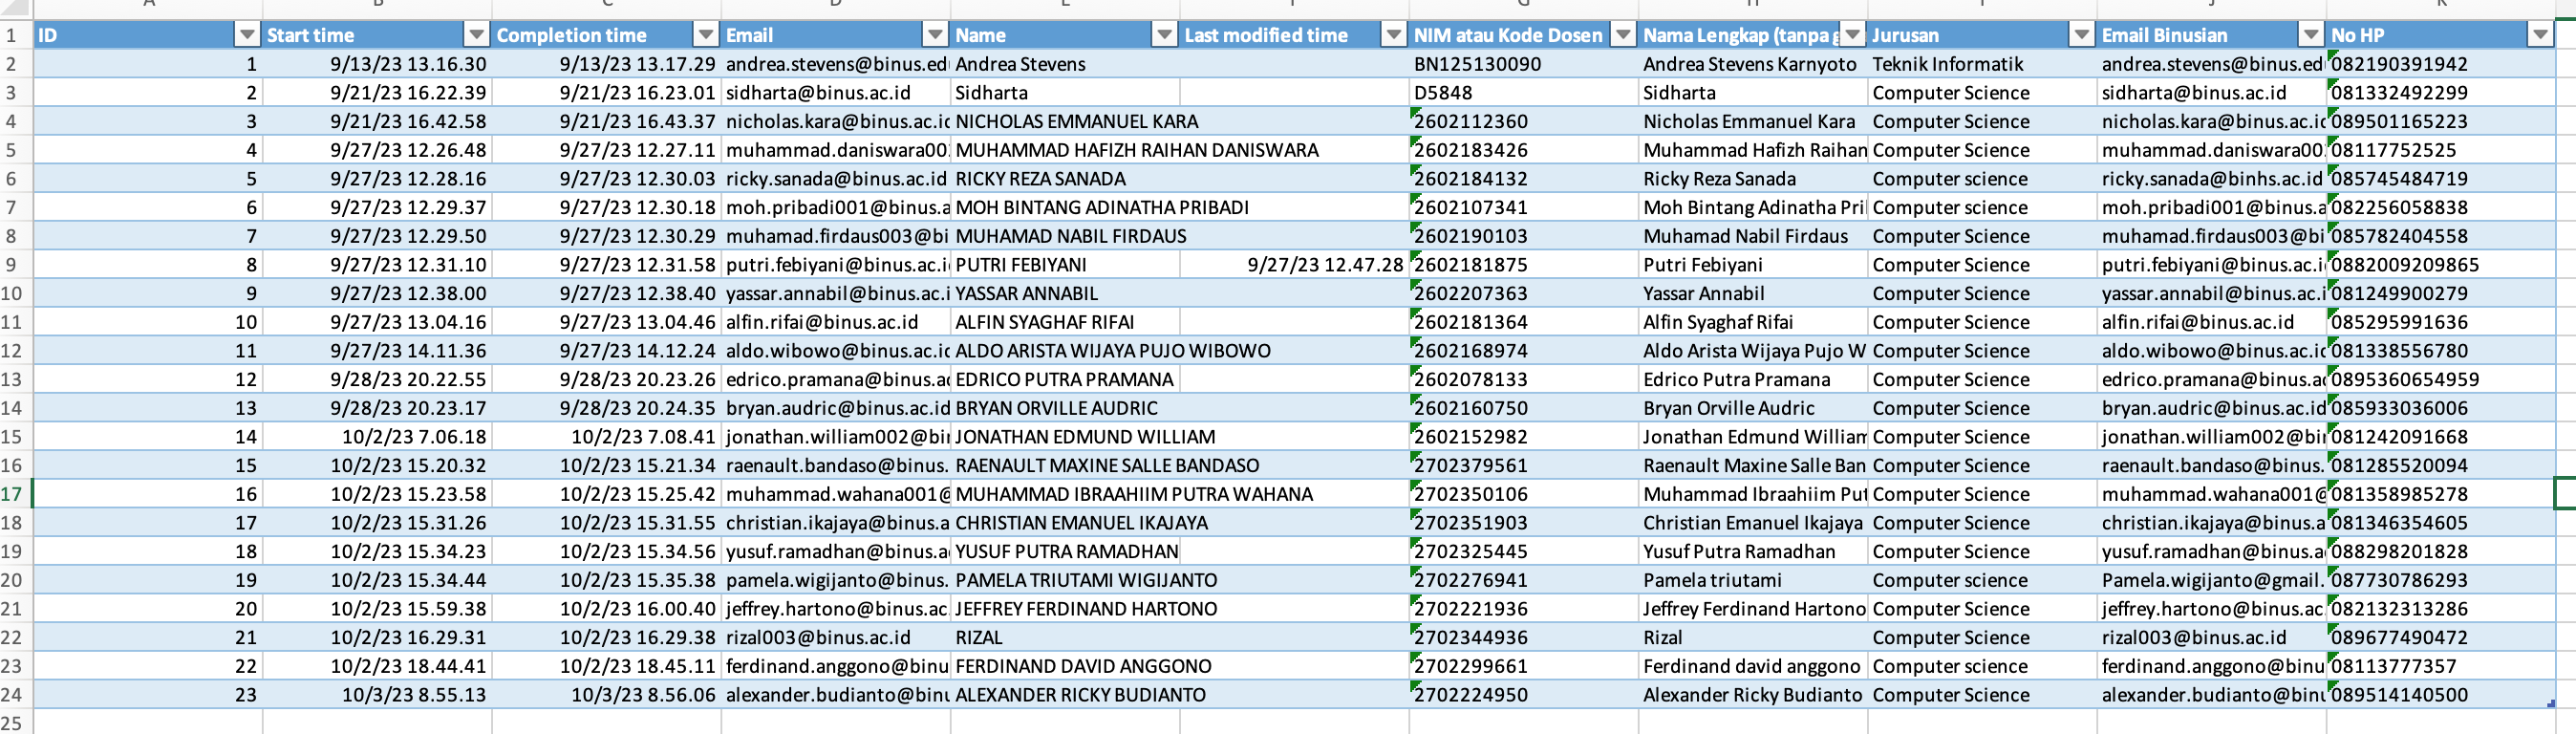 1 ID Start time Completion time Email Name Last modified time NIM atau Kode Dosen Nama Lengkap (tanpa Jurusan Email Binusian No HP
2 1 9/13/23 13.16.30 9/13/23 13.17.29 andrea.stevens@binus.ed Andrea Stevens BN125130090 Andrea Stevens Karnyoto Teknik Informatik andrea.stevens@binus.ed 082190391942
3 2 9/21/23 16.22.39 9/21/23 16.23.01 sidharta@binus.ac.id Sidharta D5848 Sidharta Computer Science sidharta@binus.ac.id 081332492299
4 3 9/21/23 16.42.58 9/21/23 16.43.37 nicholas.kara@binus.ac.id NICHOLAS EMMANUEL KARA 2602112360 Nicholas Emmanuel Kara Computer Science nicholas.kara@binus.ac.id 089501165223
5 4 9/27/23 12.26.48 9/27/23 12.27.11 muhammad.daniswara00 MUHAMMAD HAFIZH RAIHAN DANISWARA 2602183426 Muhammad Hafizh Raihan Computer Science muhammad.daniswara00 08117752525
6 5 9/27/23 12.28.16 9/27/23 12.30.03 ricky.sanada@binus.ac.id RICKY REZA SANADA 2602184132 Ricky Reza Sanada Computer science ricky.sanada@binhs.ac.id 085745484719
7 6 9/27/23 12.29.37 9/27/23 12.30.18 moh.pribadi001@binus.a MOH BINTANG ADINATHA PRIBADI 2602107341 Moh Bintang Adinatha Pri Computer science moh.pribadi001@binus.a 082256058838
8 7 9/27/23 12.29.50 9/27/23 12.30.29 muhamad.firdaus003@bi MUHAMAD NABIL FIRDAUS 2602190103 Muhamad Nabil Firdaus Computer Science muhamad.firdaus003@bi 085782404558
9 8 9/27/23 12.31.10 9/27/23 12.31.58 putri.febiyani@binus.ac.i PUTRI FEBIYANI 9/27/23 12.47.28 2602181875 Putri Febiyani Computer Science putri.febiyani@binus.ac.i 0882009209865
10 9 9/27/23 12.38.00 9/27/23 12.38.40 yassar.annabil@binus.ac.i YASSAR ANNABIL 2602207363 Yassar Annabil Computer Science yassar.annabil@binus.ac.i 081249900279
11 10 9/27/23 13.04.16 9/27/23 13.04.46 alfin.rifai@binus.ac.id ALFIN SYAGHAF RIFAI 2602181364 Alfin Syaghaf Rifai Computer Science alfin.rifai@binus.ac.id 085295991636
12 11 9/27/23 14.11.36 9/27/23 14.12.24 aldo.wibowo@binus.ac.id ALDO ARISTA WIJAYA PUJO WIBOWO 2602168974 Aldo Arista Wijaya Pujo W Computer Science aldo.wibowo@binus.ac.id 081338556780
13 12 9/28/23 20.22.55 9/28/23 20.23.26 edrico.pramana@binus.a EDRICO PUTRA PRAMANA 2602078133 Edrico Putra Pramana Computer Science edrico.pramana@binus.a 0895360654959
14 13 9/28/23 20.23.17 9/28/23 20.24.35 bryan.audric@binus.ac.id BRYAN ORVILLE AUDRIC 2602160750 Bryan Orville Audric Computer Science bryan.audric@binus.ac.id 085933036006
15 14 10/2/23 7.06.18 10/2/23 7.08.41 jonathan.william002@bi JONATHAN EDMUND WILLIAM 2602152982 Jonathan Edmund William Computer Science jonathan.william002@bi 081242091668
16 15 10/2/23 15.20.32 10/2/23 15.21.34 raenault.bandaso@binus. RAENAULT MAXINE SALLE BANDASO 2702379561 Raenault Maxine Salle Ban Computer Science raenault.bandaso@binus. 081285520094
17 16 10/2/23 15.23.58 10/2/23 15.25.42 muhammad.wahana001@ MUHAMMAD IBRAAHIIM PUTRA WAHANA 2702350106 Muhammad Ibraahiim Put Computer Science muhammad.wahana001@ 081358985278
18 17 10/2/23 15.31.26 10/2/23 15.31.55 christian.ikajaya@binus.a CHRISTIAN EMANUEL IKAJAYA 2702351903 Christian Emanuel Ikajaya Computer Science christian.ikajaya@binus.a 081346354605
19 18 10/2/23 15.34.23 10/2/23 15.34.56 yusuf.ramadhan@binus.a YUSUF PUTRA RAMADHAN 2702325445 Yusuf Putra Ramadhan Computer Science yusuf.ramadhan@binus.a 088298201828
20 19 10/2/23 15.34.44 10/2/23 15.35.38 pamela.wigijanto@binus. PAMELA TRIUTAMI WIGIJANTO 2702276941 Pamela triutami Computer science Pamela.wigijanto@gmail. 087730786293
21 20 10/2/23 15.59.38 10/2/23 16.00.40 jeffrey.hartono@binus.ac. JEFFREY FERDINAND HARTONO 2702221936 Jeffrey Ferdinand Hartono Computer Science jeffrey.hartono@binus.ac 082132313286
22 21 10/2/23 16.29.31 10/2/23 16.29.38 rizal003@binus.ac.id RIZAL 2702344936 Rizal Computer Science rizal003@binus.ac.id 089677490472
23 22 10/2/23 18.44.41 10/2/23 18.45.11 ferdinand.anggono@binu FERDINAND DAVID ANGGONO 2702299661 Ferdinand david anggono Computer science ferdinand.anggono@binu 08113777357
24 23 10/3/23 8.55.13 10/3/23 8.56.06 alexander.budianto@binu ALEXANDER RICKY BUDIANTO 2702224950 Alexander Ricky Budianto Computer Science alexander.budianto@binu 089514140500
25